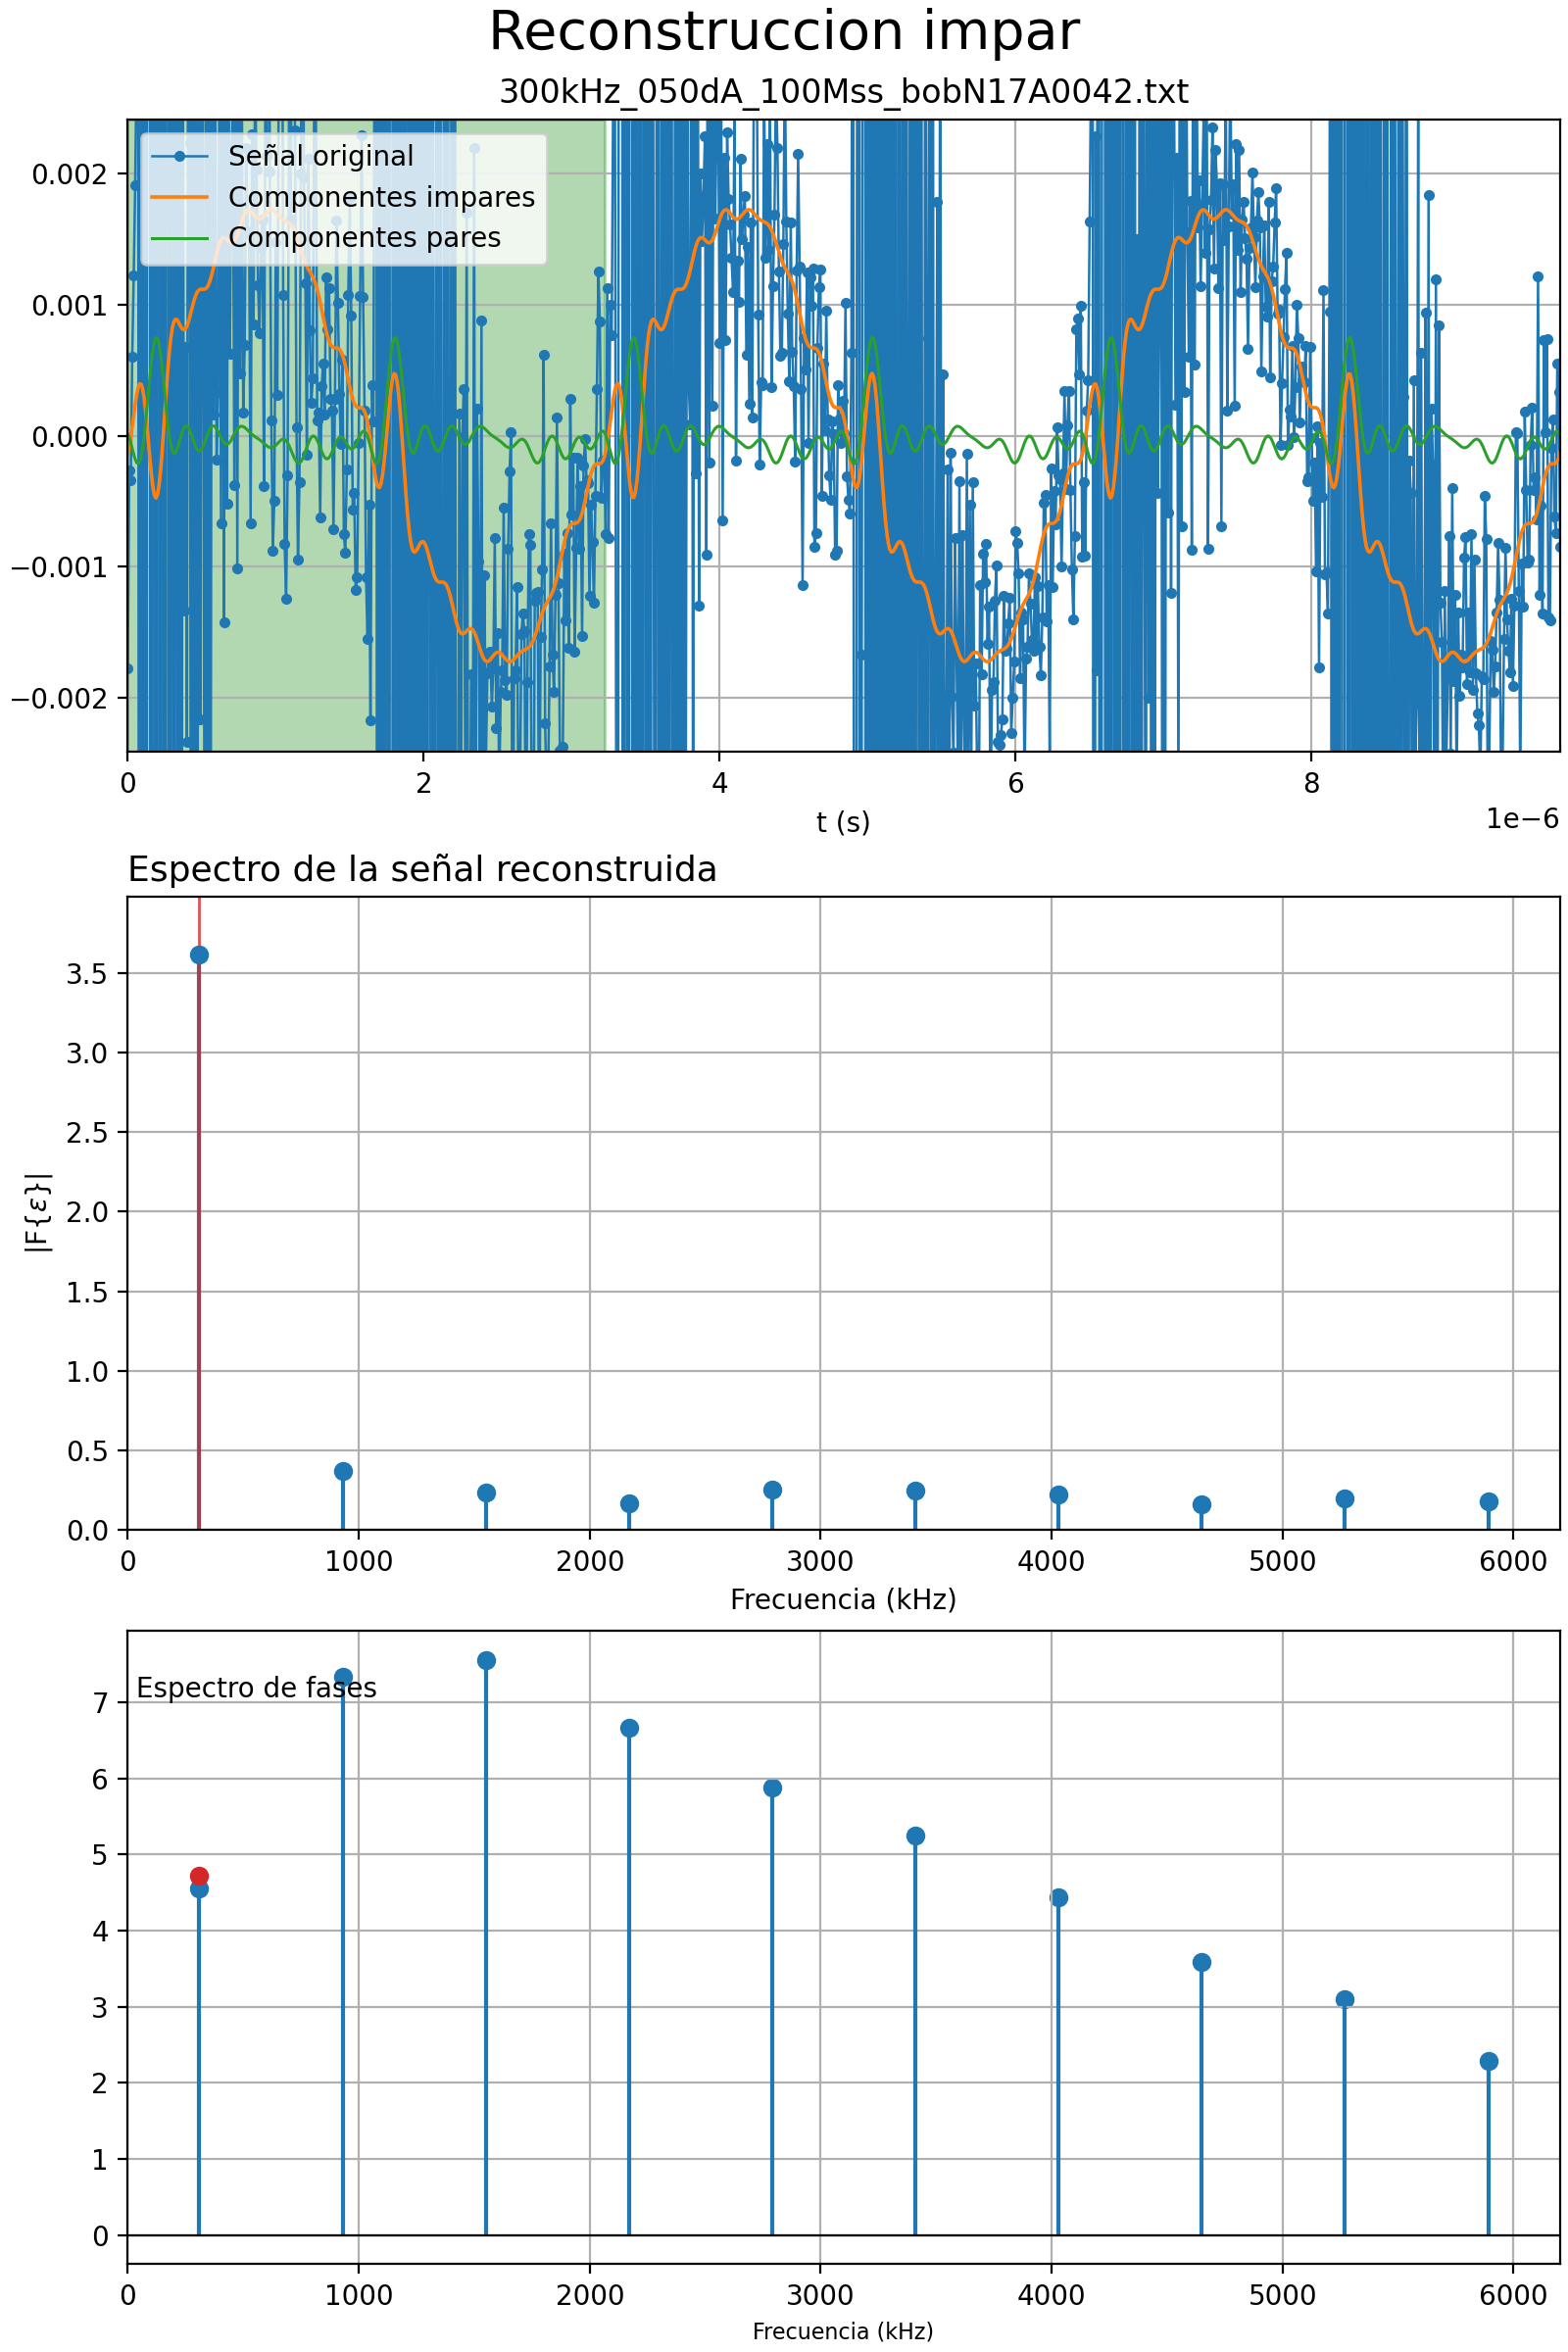 Reconstruccion impar
300kHz_050dA_100Mss_bobN17A0042.txt
Señal original
Componentes impares
Componentes pares
0.002
0.001
0.000
−0.001
−0.002
0 2 4 6 8
1e−6
t (s)
Espectro de la señal reconstruida
3.5
3.0
2.5
2.0
1.5
1.0
0.5
0.0
|F{ε}|
0 1000 2000 3000 4000 5000 6000
Frecuencia (kHz)
Espectro de fases
7
6
5
4
3
2
1
0
0 1000 2000 3000 4000 5000 6000
Frecuencia (kHz)